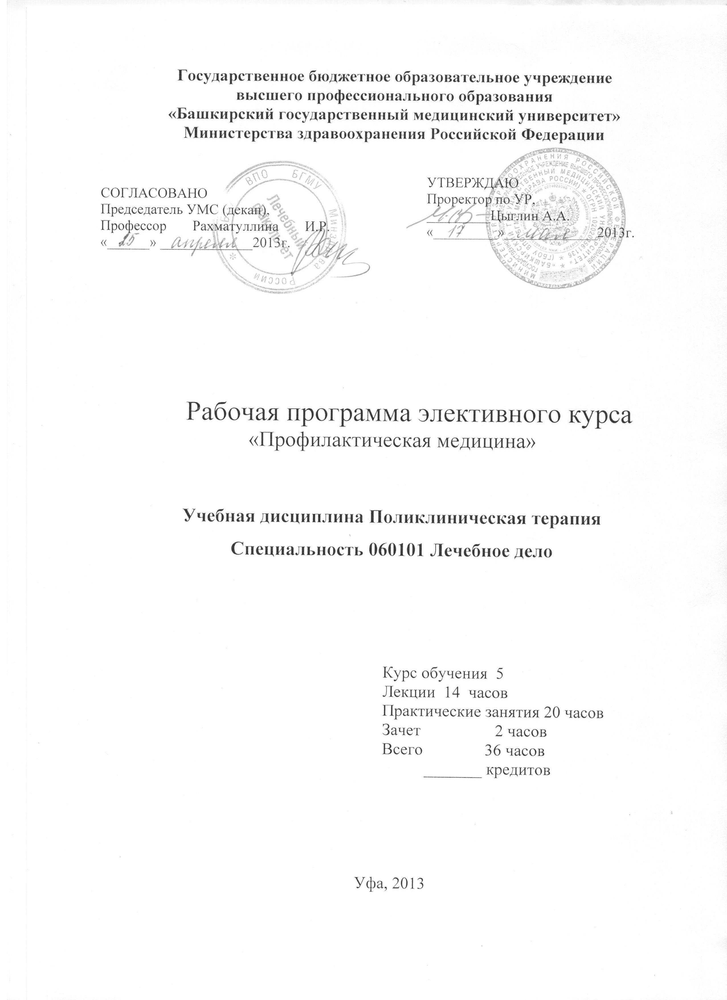 Государственное бюджетное образовательное учреждение
высшего профессионального образования
«Башкирский государственный медицинский университет»
Министерства здравоохранения Российской Федерации
СОГЛАСОВАНО
Председатель УМС (декан),
Профессор Рахматуллина И.Р.
«25» апреля 2013г.
УТВЕРЖДАЮ
Проректор по УР,
Цыглин А.А.
«17» мая 2013г.
ВПО БГМУ Минздрава России
Лечебный
факультет
Рабочая программа элективного курса
«Профилактическая медицина»
Учебная дисциплина Поликлиническая терапия
Специальность 060101 Лечебное дело
Курс обучения 5
Лекции 14 часов
Практические занятия 20 часов
Зачет 2 часов
Всего 36 часов
_______ кредитов
Уфа, 2013